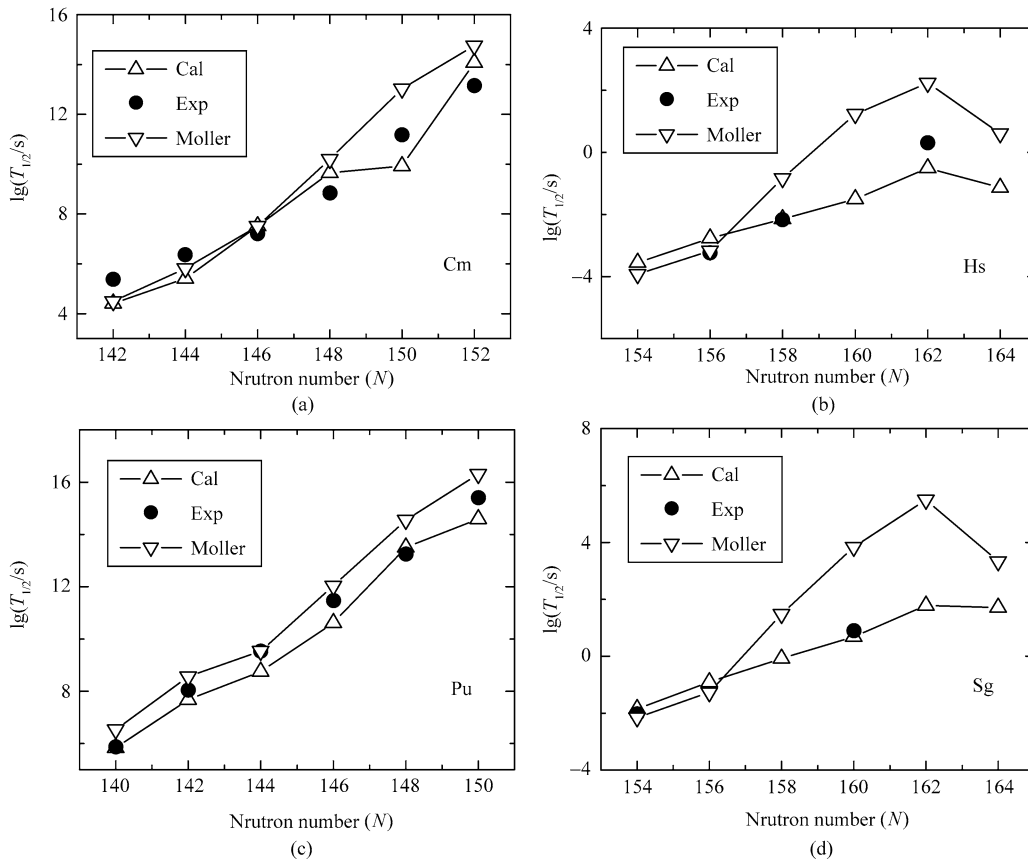 16
12
8
4
lg(T1/2/s)
Cal
Exp
Moller
Cm
142 144 146 148 150 152
Nrutron number (N)
(a)
4
0
−4
lg(T1/2/s)
Cal
Exp
Moller
Hs
154 156 158 160 162 164
Nrutron number (N)
(b)
16
12
8
lg(T1/2/s)
Cal
Exp
Moller
Pu
140 142 144 146 148 150
Nrutron number (N)
(c)
8
4
0
−4
lg(T1/2/s)
Cal
Exp
Moller
Sg
154 156 158 160 162 164
Nrutron number (N)
(d)